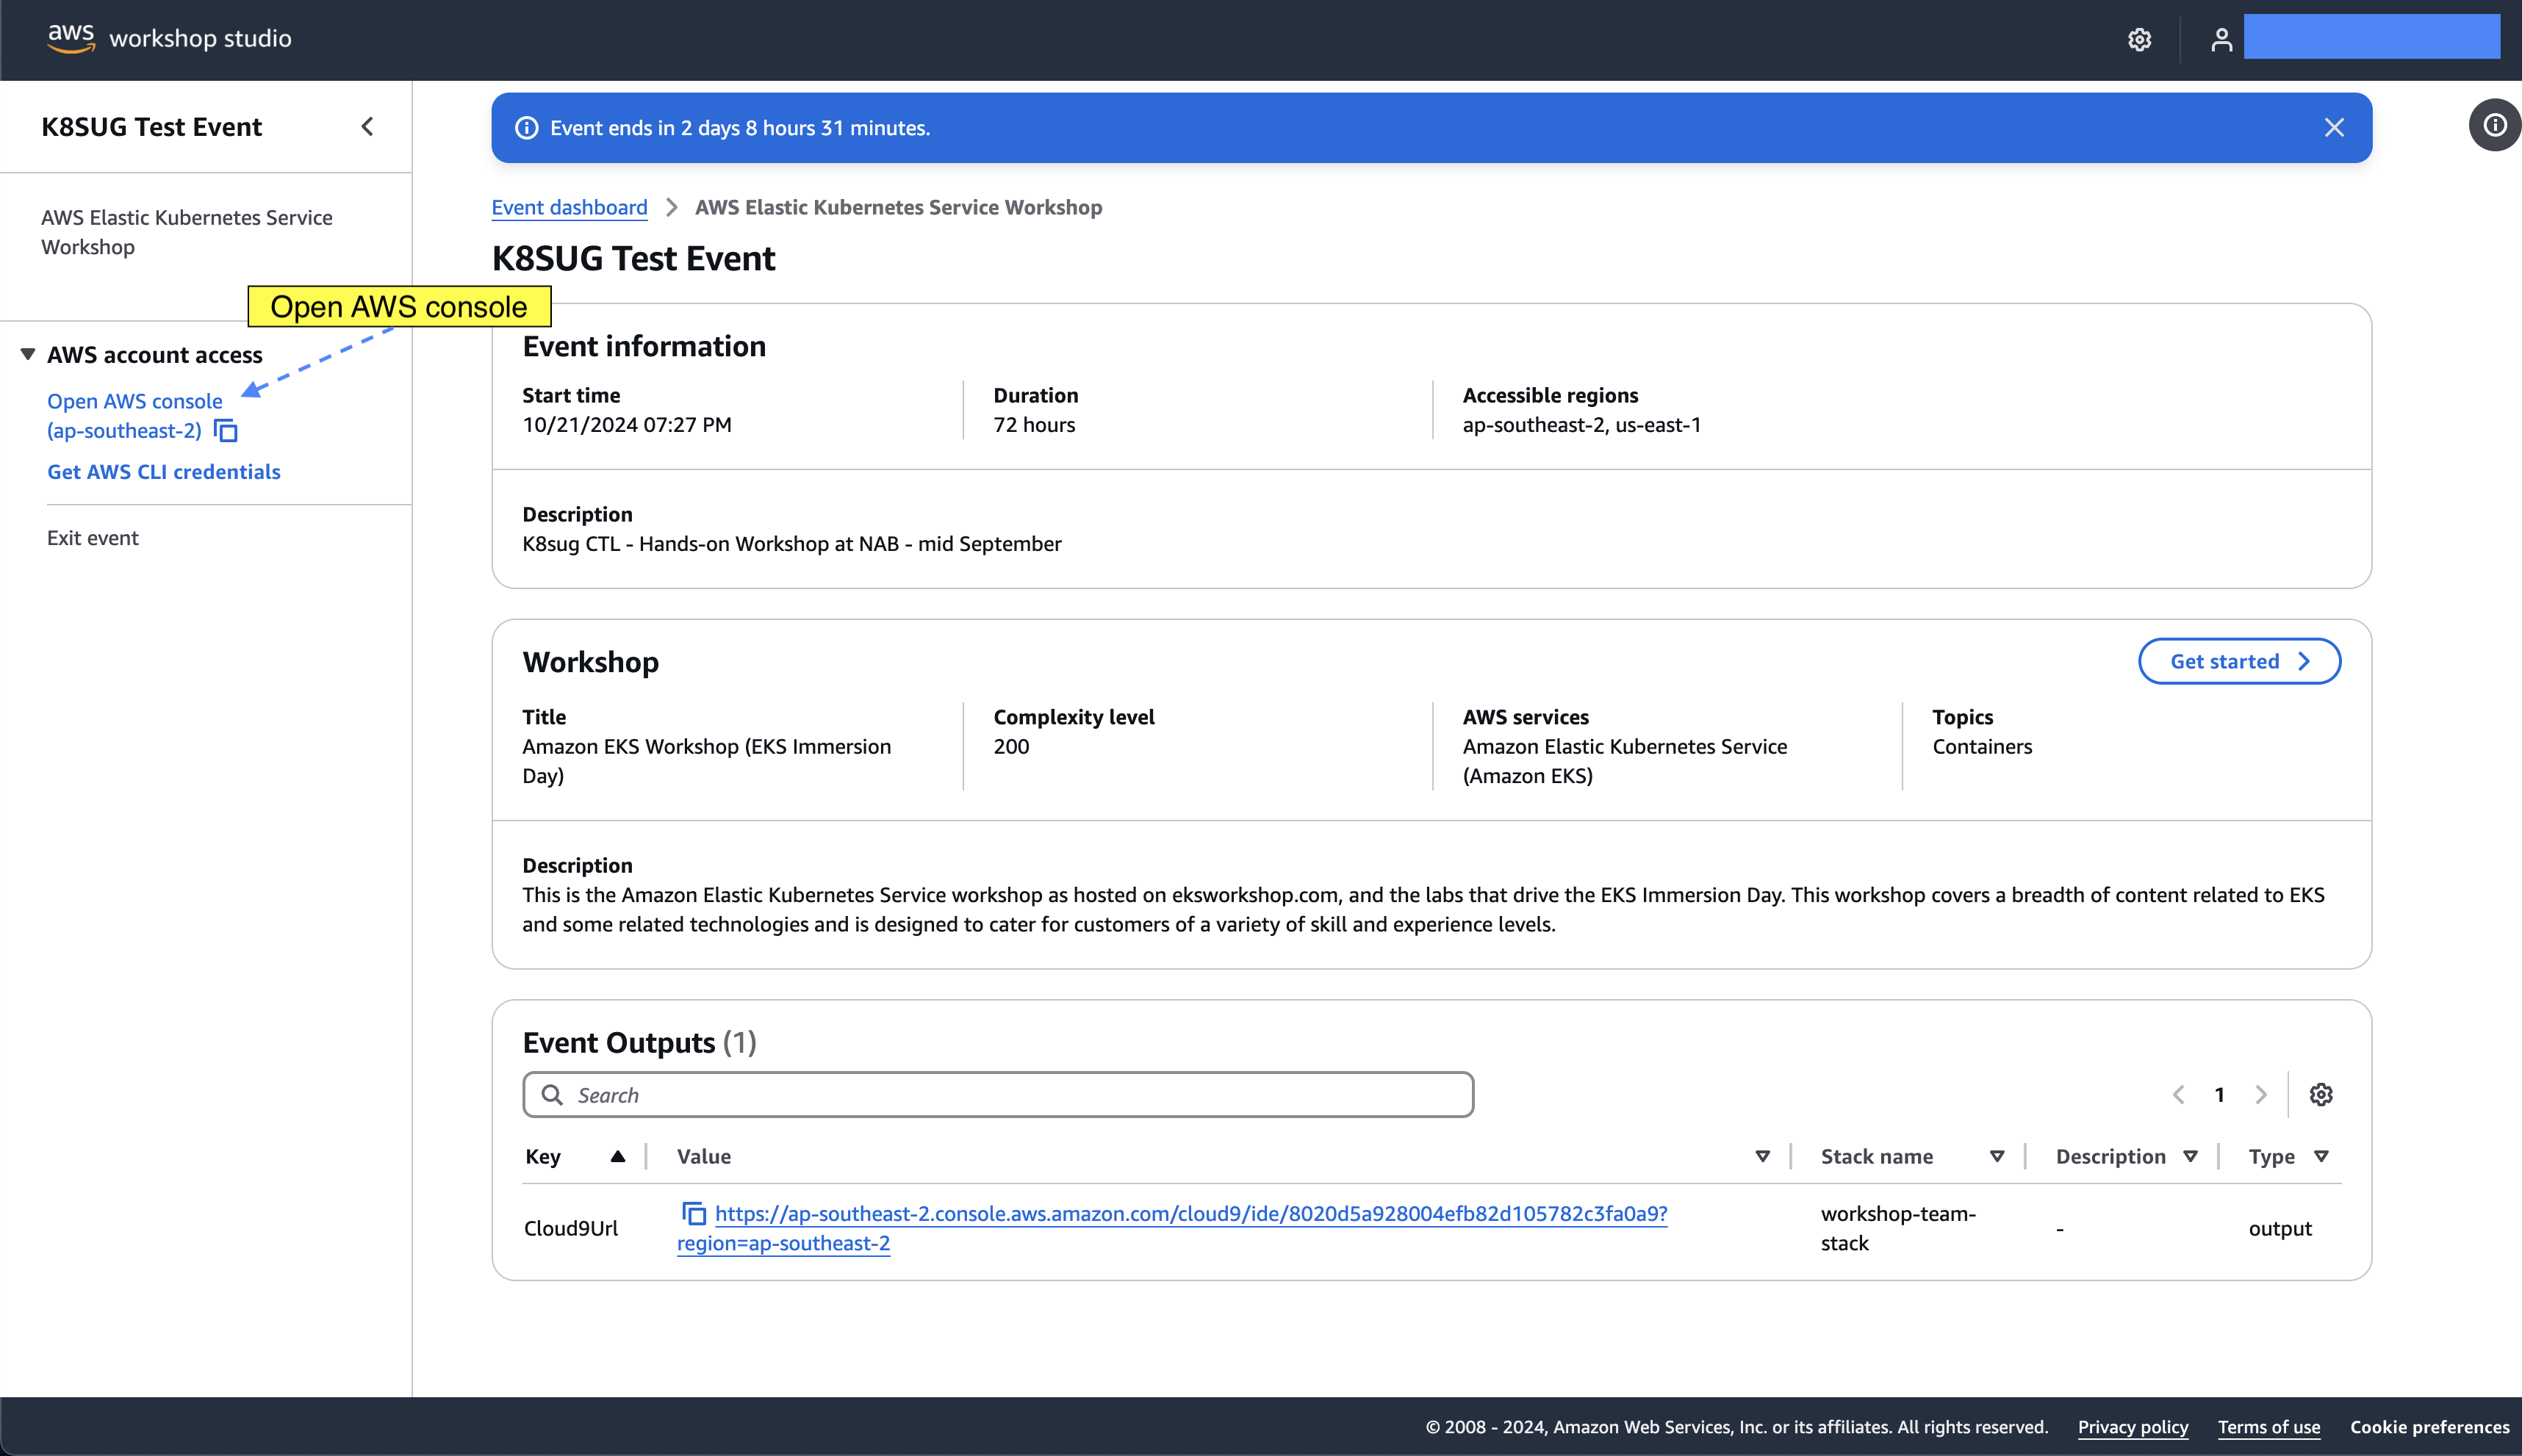 aws workshop studio
K8SUG Test Event
AWS Elastic Kubernetes Service
Workshop
Open AWS console
AWS account access
Open AWS console
(ap-southeast-2)
Get AWS CLI credentials
Exit event
Event ends in 2 days 8 hours 31 minutes.
Event dashboard > AWS Elastic Kubernetes Service Workshop
K8SUG Test Event
Event information
Start time
10/21/2024 07:27 PM
Duration
72 hours
Accessible regions
ap-southeast-2, us-east-1
Description
K8sug CTL - Hands-on Workshop at NAB - mid September
Workshop
Get started
Title
Amazon EKS Workshop (EKS Immersion
Day)
Complexity level
200
AWS services
Amazon Elastic Kubernetes Service
(Amazon EKS)
Topics
Containers
Description
This is the Amazon Elastic Kubernetes Service workshop as hosted on eksworkshop.com, and the labs that drive the EKS Immersion Day. This workshop covers a breadth of content related to EKS
and some related technologies and is designed to cater for customers of a variety of skill and experience levels.
Event Outputs (1)
Search
1
Key Value Stack name Description Type
Cloud9Url
https://ap-southeast-2.console.aws.amazon.com/cloud9/ide/8020d5a928004efb82d105782c3fa0a9?
region=ap-southeast-2
workshop-team-
stack
-
output
© 2008 - 2024, Amazon Web Services, Inc. or its affiliates. All rights reserved. Privacy policy Terms of use Cookie preferences